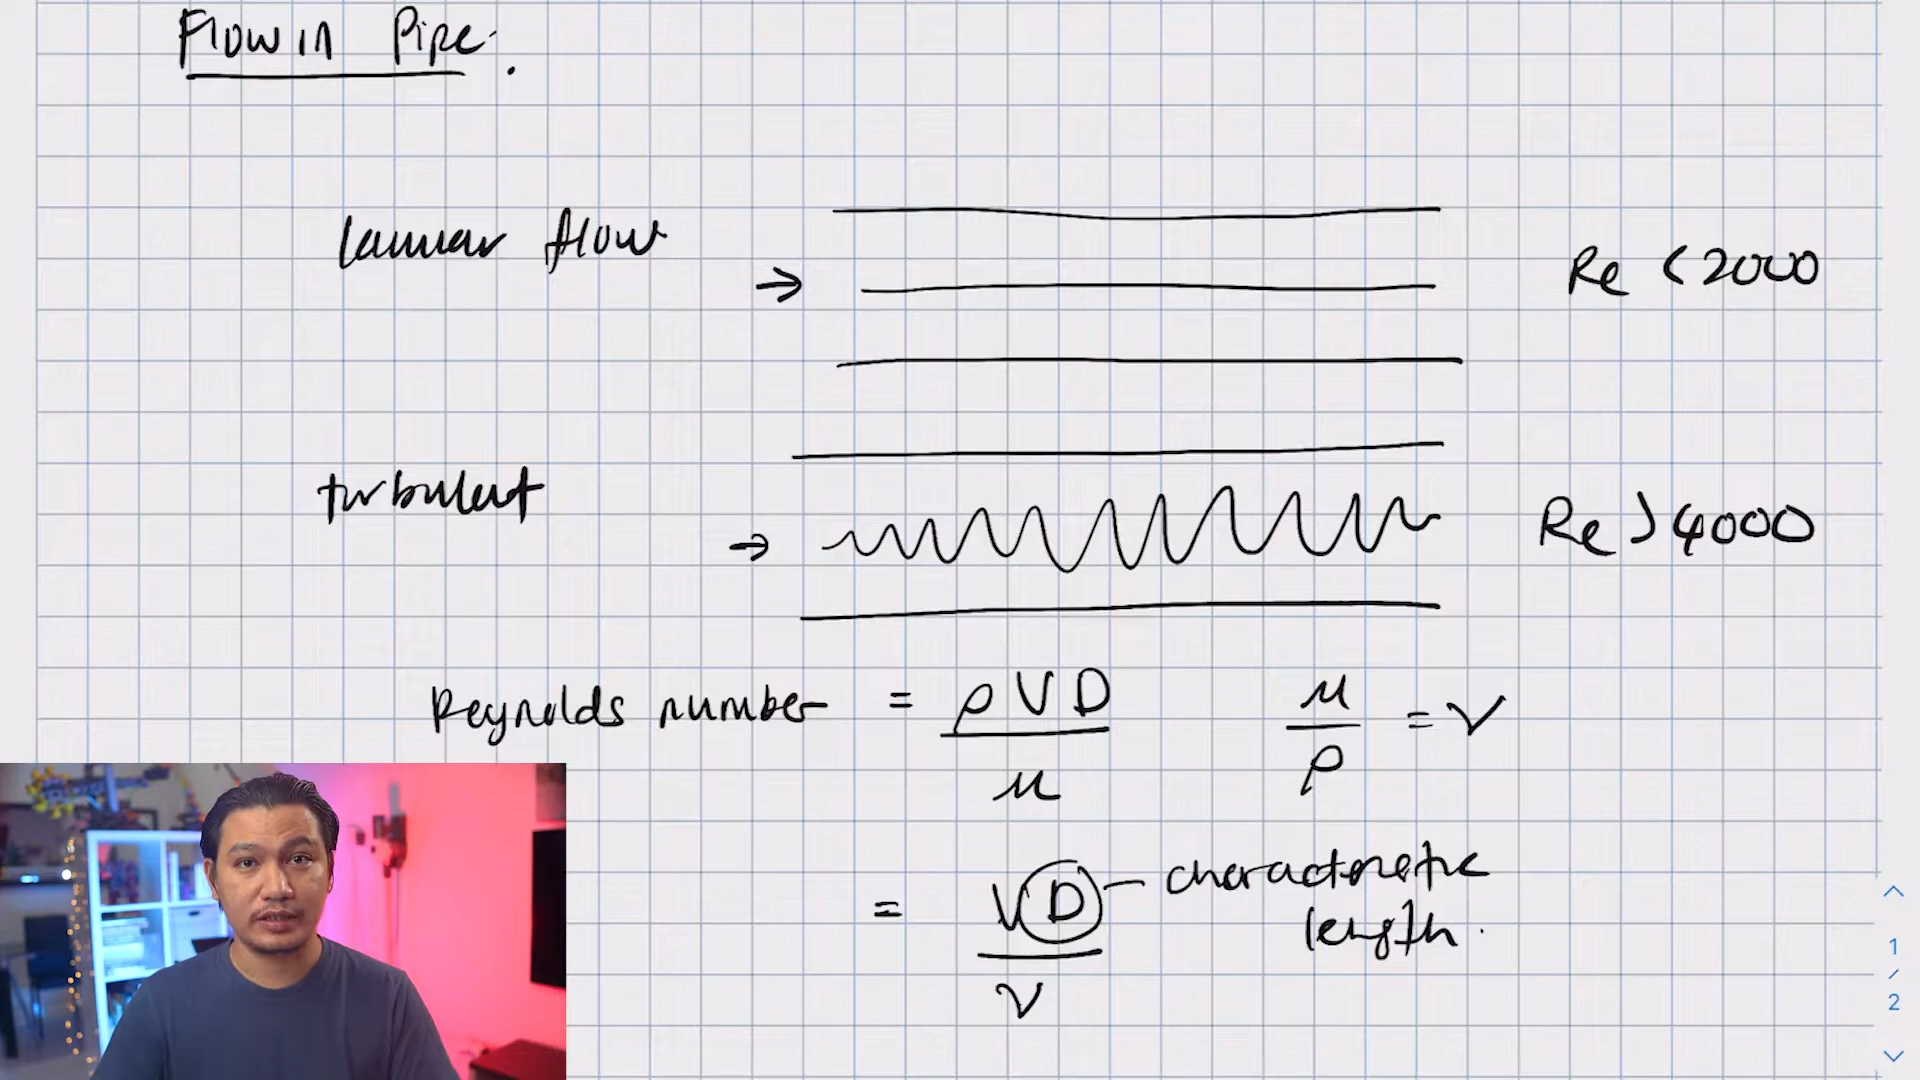 Flow in Pipe.
laminar flow
→
Re < 2000
turbulent
→
Re > 4000
Reynolds number = ρVD / μ
μ / ρ = ν
= VD / ν – characteristic
length.
1
/
2